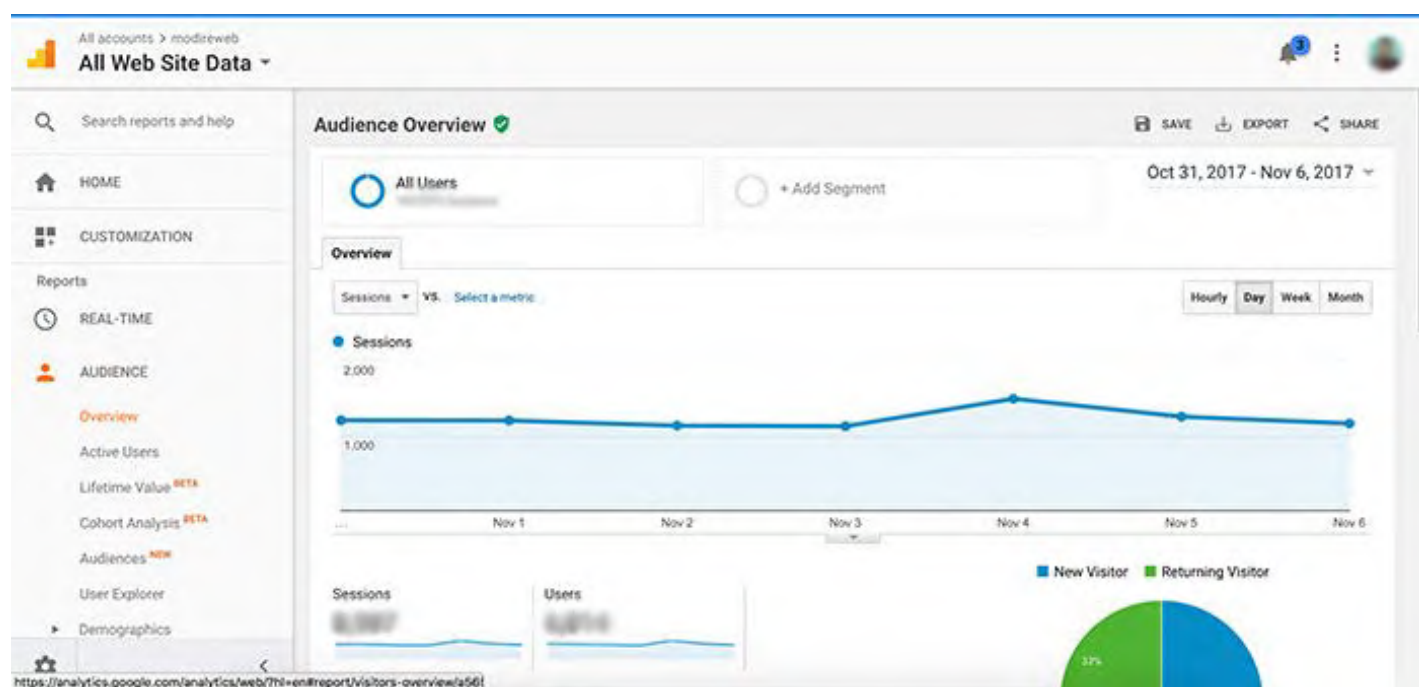 All accounts > modireweb
All Web Site Data
3
Search reports and help
Audience Overview
SAVE
EXPORT
SHARE
HOME
All Users
+ Add Segment
Oct 31, 2017 - Nov 6, 2017
CUSTOMIZATION
Overview
Reports
Sessions VS. Select a metric
Hourly Day Week Month
REAL-TIME
Sessions
AUDIENCE
2,000
Overview
Active Users
1,000
Lifetime Value BETA
Cohort Analysis BETA
... Nov 1 Nov 2 Nov 3 Nov 4 Nov 5 Nov 6
Audiences NEW
New Visitor Returning Visitor
User Explorer
Sessions Users
Demographics
https://analytics.google.com/analytics/web/?hl=en#report/visitors-overview/a56